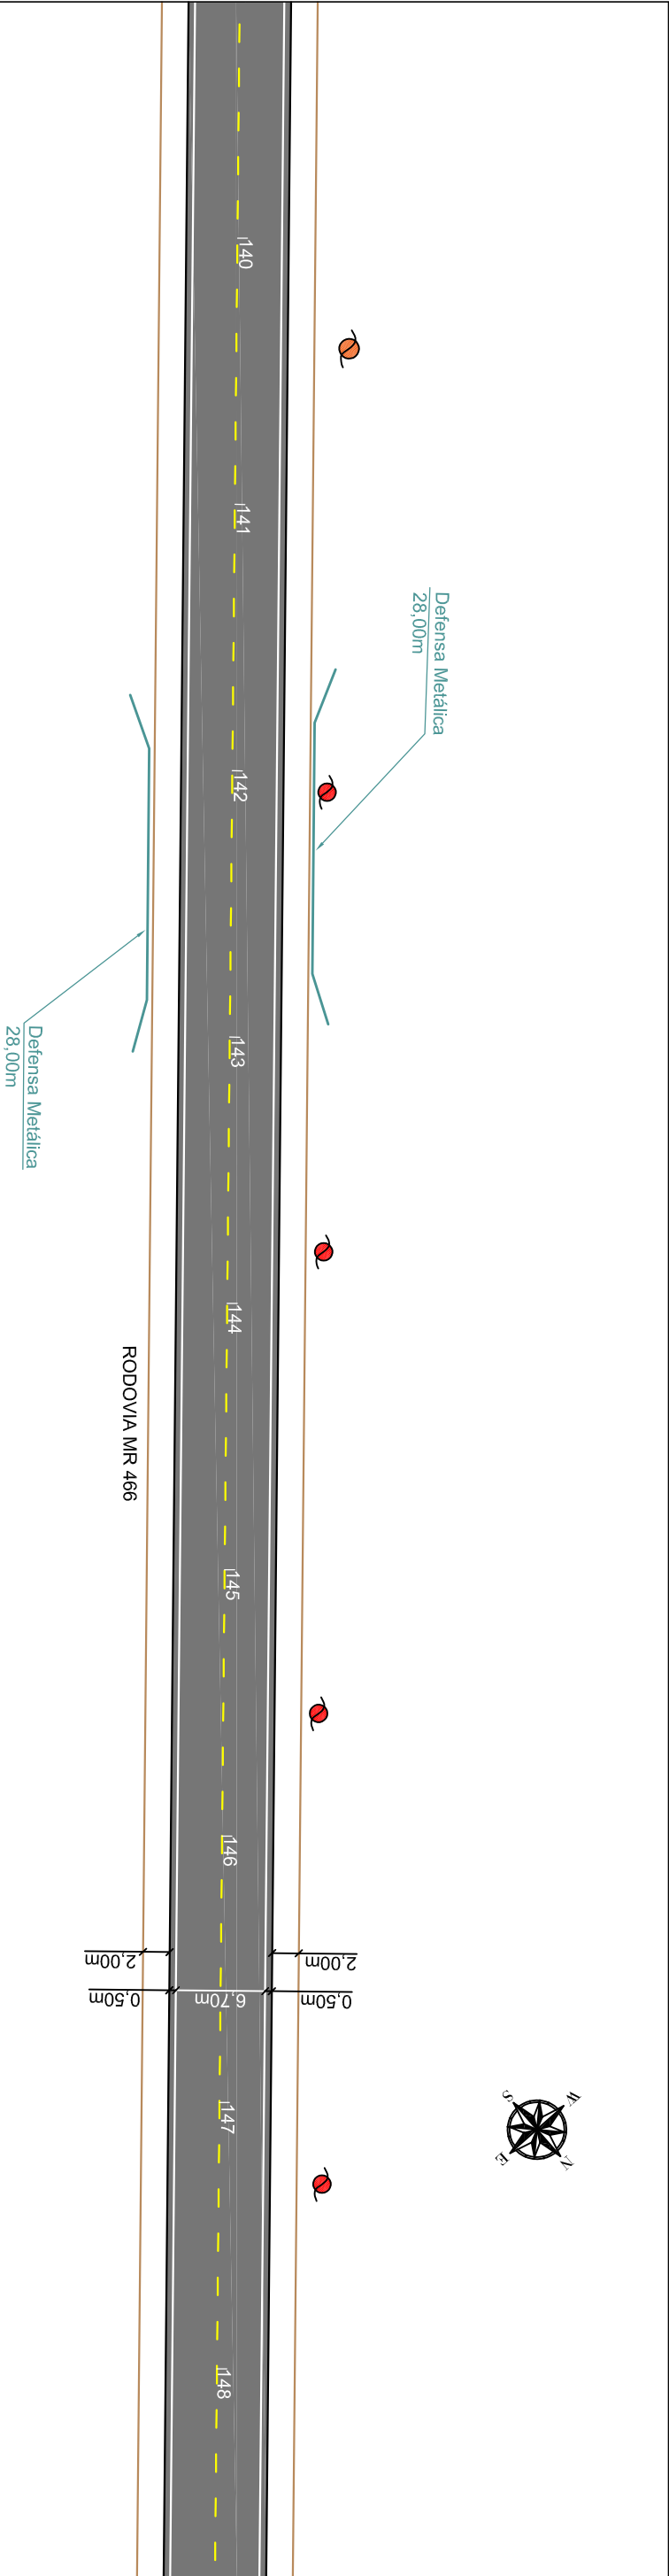 140
141
Defensa Metálica
28,00m
142
143
Defensa Metálica
28,00m
144
RODOVIA MR 466
145
146
2,00m
2,00m
0,50m
6,70m
0,50m
147
S
W
E
N
148